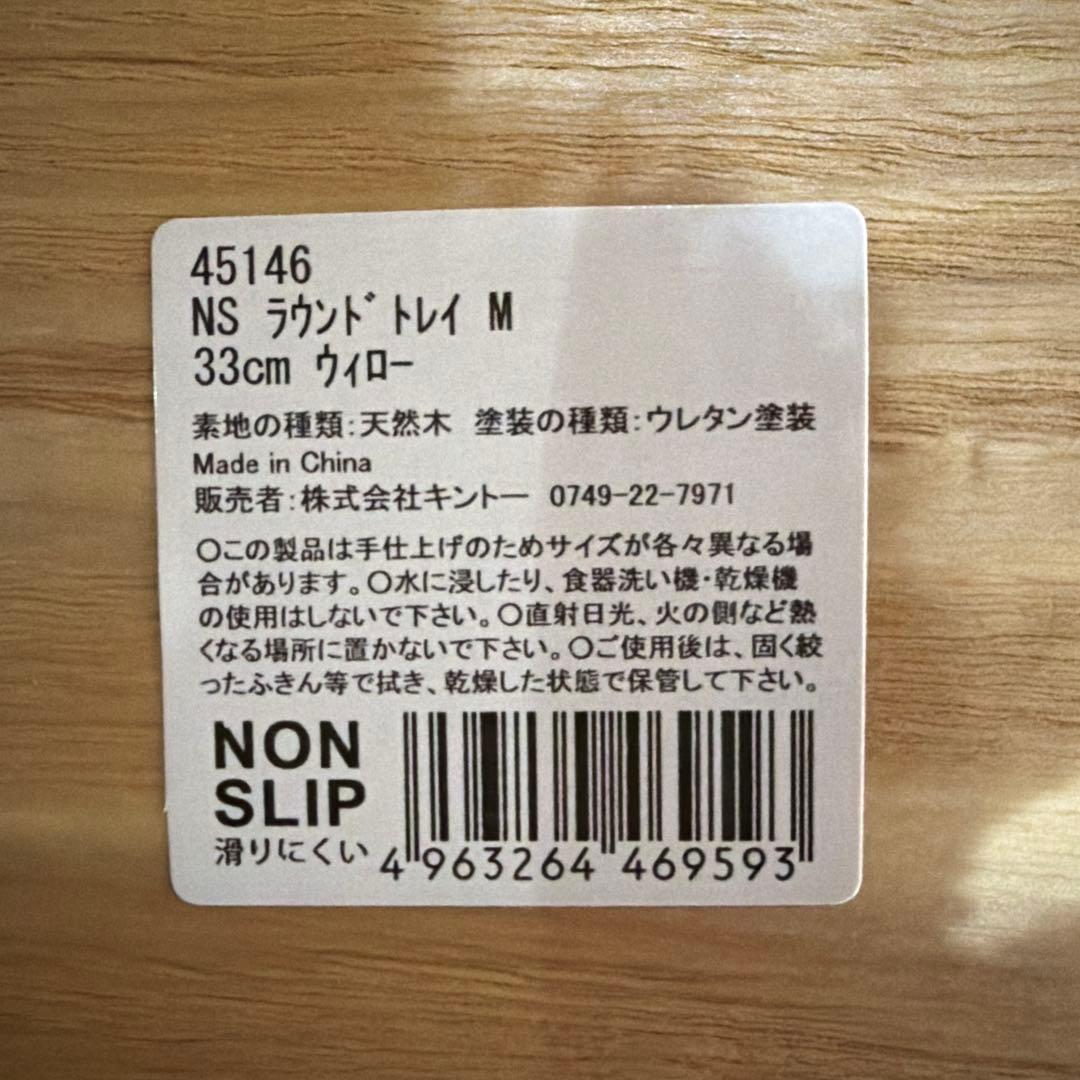 45146
NS ﾗｳﾝﾄﾞﾄﾚｲ M
33cm ｳｨﾛｰ
素地の種類:天然木 塗装の種類:ウレタン塗装
Made in China
販売者:株式会社キントー 0749-22-7971
〇この製品は手仕上げのためサイズが各々異なる場
合があります。〇水に浸したり、食器洗い機・乾燥機
の使用はしないで下さい。〇直射日光、火の側など熱
くなる場所に置かないで下さい。〇ご使用後は、固く絞
ったふきん等で拭き、乾燥した状態で保管して下さい。
NON
SLIP
滑りにくい
4 963264 469593